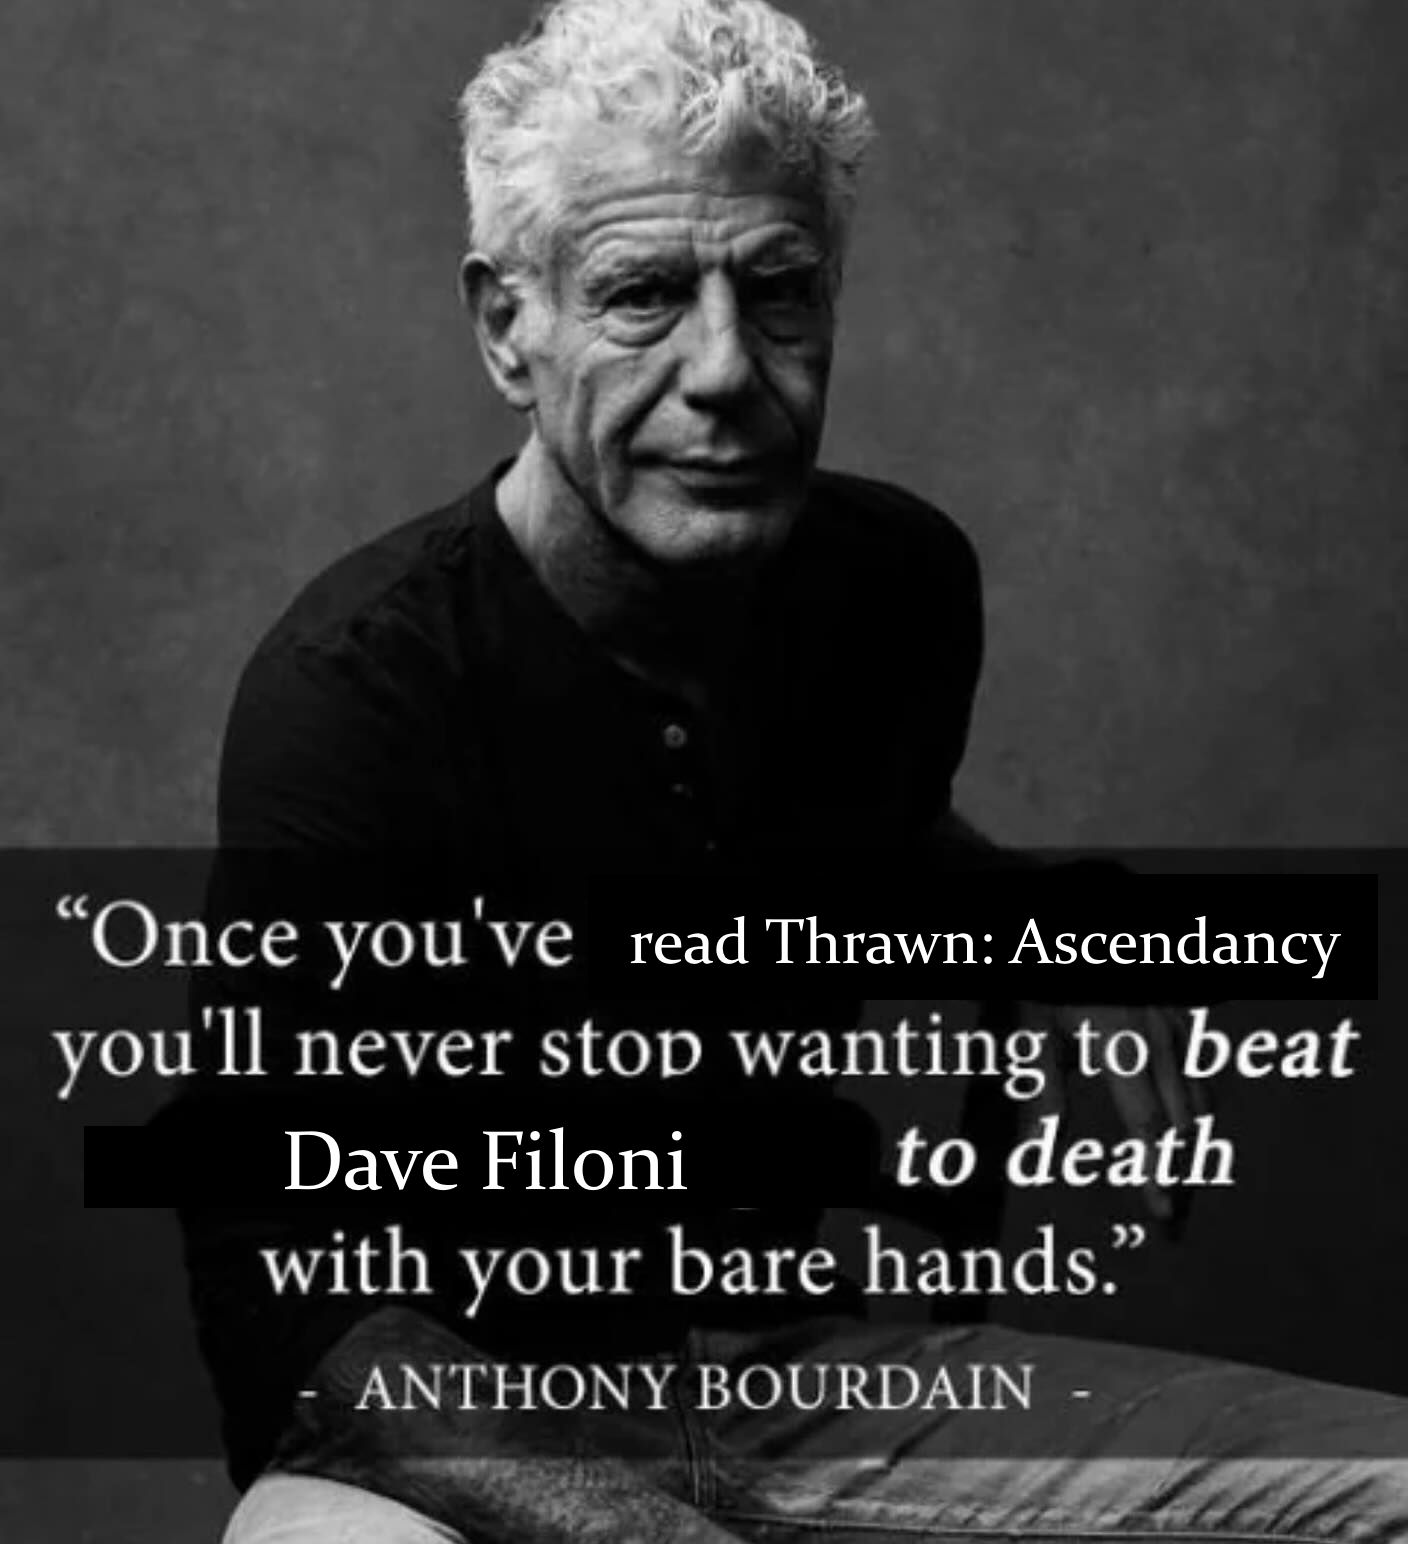 “Once you've read Thrawn: Ascendancy
you'll never stop wanting to beat
Dave Filoni to death
with your bare hands.”
- ANTHONY BOURDAIN -